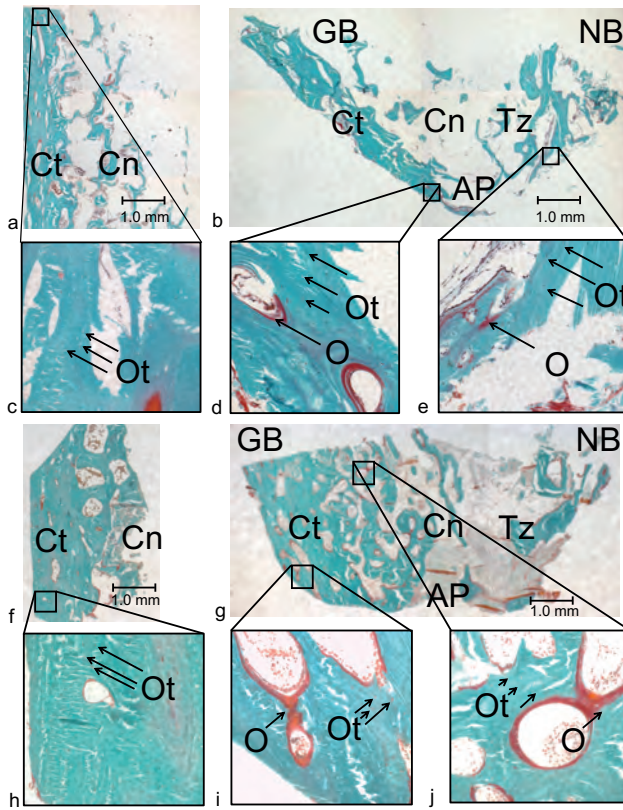 GB NB
Ct Cn
Ct Cn Tz
AP
1.0 mm 1.0 mm
a b
Ot Ot Ot
O O
c d e
GB NB
Ct Cn
Ct Cn Tz
AP
1.0 mm 1.0 mm
f g
Ot
O Ot
Ot O
h i j